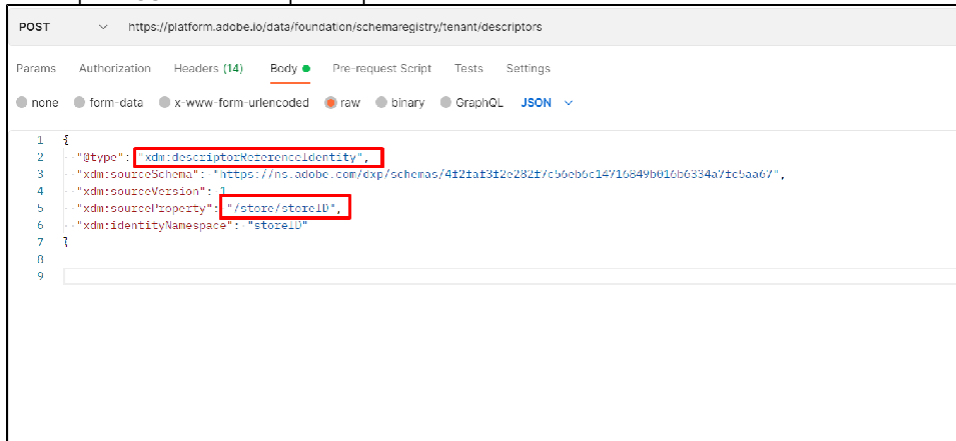 POST https://platform.adobe.io/data/foundation/schemaregistry/tenant/descriptors
Params Authorization Headers (14) Body Pre-request Script Tests Settings
none form-data x-www-form-urlencoded raw binary GraphQL JSON
1 {
2 "@type": "xdm:descriptorReferenceIdentity",
3 "xdm:sourceSchema": "https://ns.adobe.com/dxp/schemas/4f2faf3f2e282f7c56eb6c14716849b016b6334a7fc5aa67",
4 "xdm:sourceVersion": 1
5 "xdm:sourceProperty": "/store/storeID",
6 "xdm:identityNamespace": "storeID"
7 }
8
9